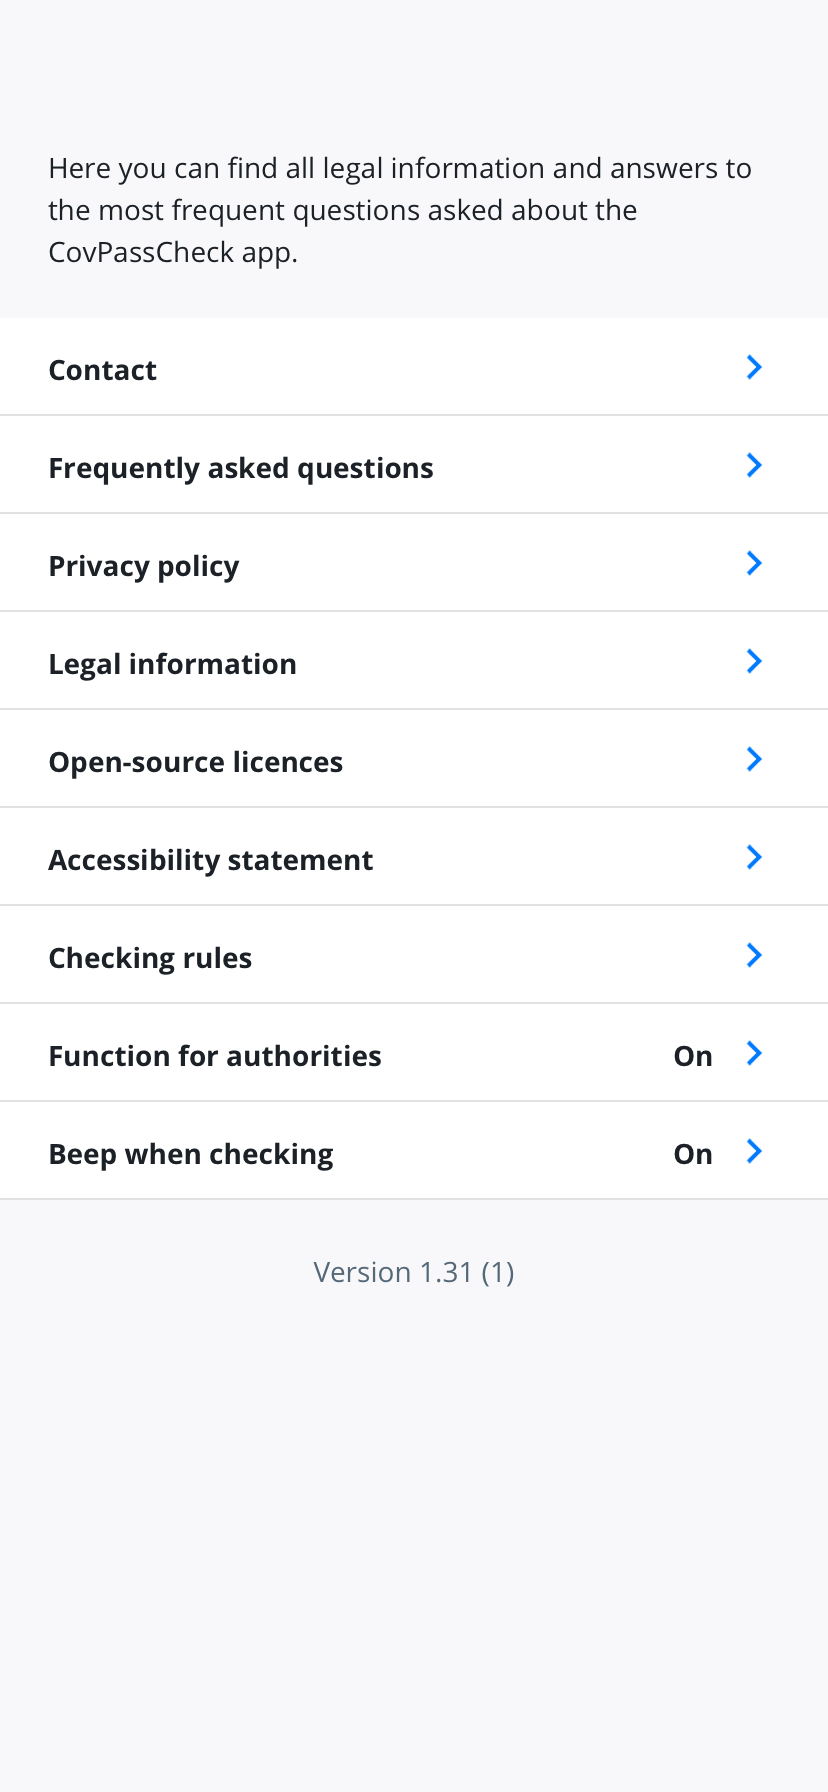 Here you can find all legal information and answers to
the most frequent questions asked about the
CovPassCheck app.
Contact
Frequently asked questions
Privacy policy
Legal information
Open-source licences
Accessibility statement
Checking rules
Function for authorities On
Beep when checking On
Version 1.31 (1)